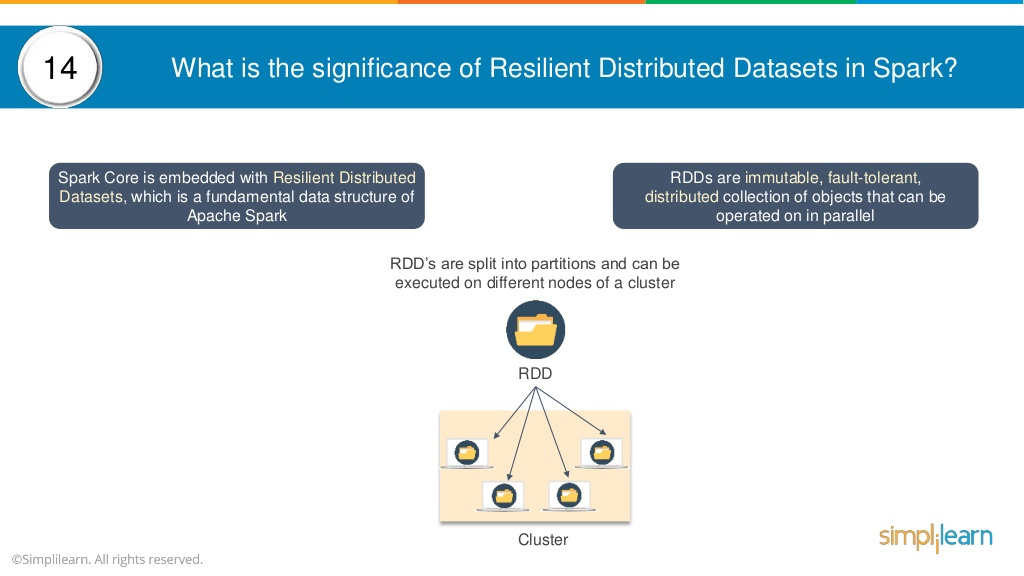 14
What is the significance of Resilient Distributed Datasets in Spark?
Spark Core is embedded with Resilient Distributed
Datasets, which is a fundamental data structure of
Apache Spark
RDDs are immutable, fault-tolerant,
distributed collection of objects that can be
operated on in parallel
RDD’s are split into partitions and can be
executed on different nodes of a cluster
RDD
Cluster
©Simplilearn. All rights reserved.
simplilearn